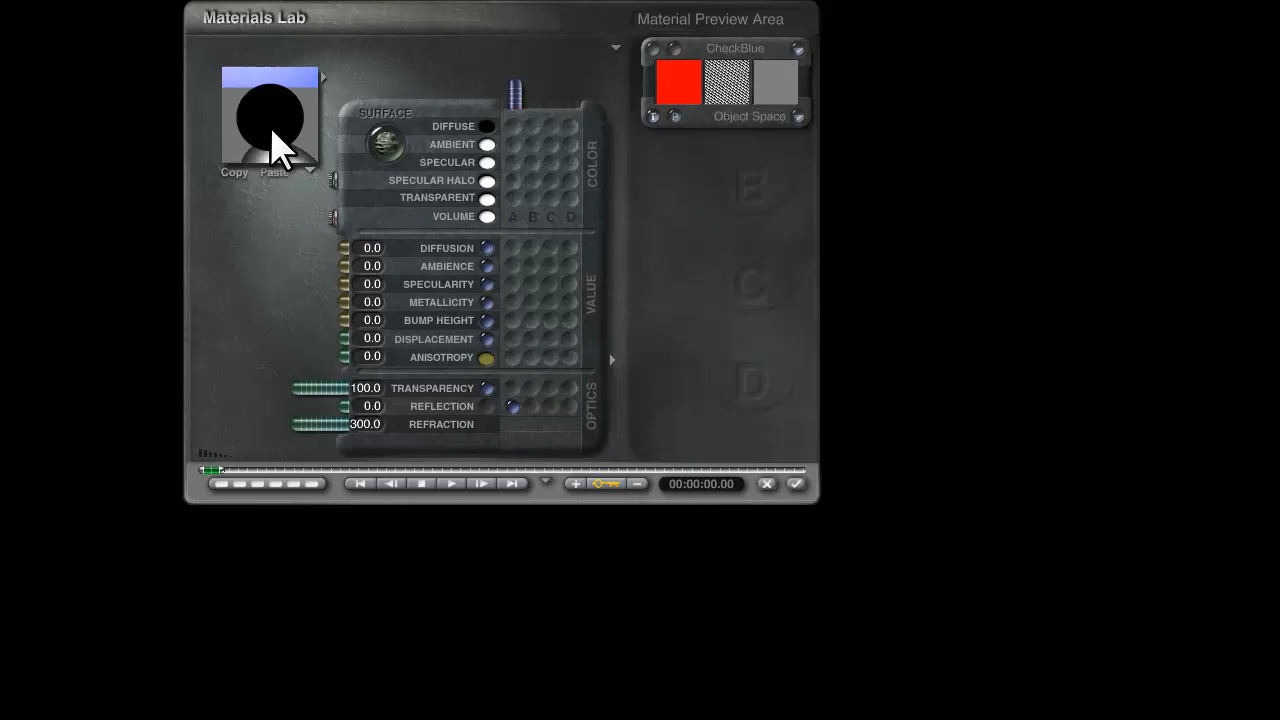 Materials Lab
Material Preview Area
CheckBlue
Object Space
Copy Paste
SURFACE
DIFFUSE
AMBIENT
SPECULAR
SPECULAR HALO
TRANSPARENT
VOLUME
A B C D
COLOR
0.0 DIFFUSION
0.0 AMBIENCE
0.0 SPECULARITY
0.0 METALLICITY
0.0 BUMP HEIGHT
0.0 DISPLACEMENT
0.0 ANISOTROPY
VALUE
100.0 TRANSPARENCY
0.0 REFLECTION
300.0 REFRACTION
OPTICS
B
C
D
00:00:00.00